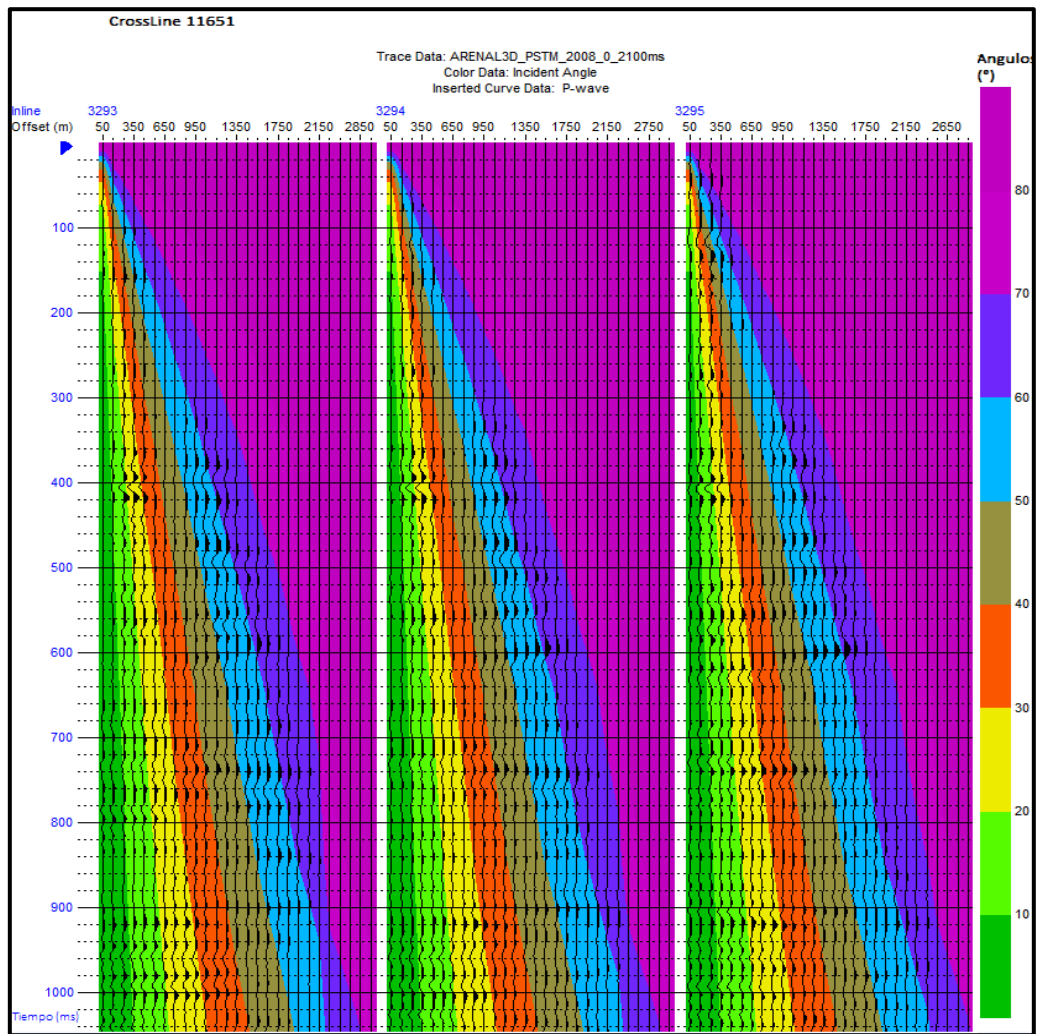 CrossLine 11651
Trace Data: ARENAL3D_PSTM_2008_0_2100ms
Color Data: Incident Angle
Inserted Curve Data: P-wave
Angulos
(°)
Inline 3293 3294 3295
Offset (m) 50 350 650 950 1350 1750 2150 2850 50 350 650 950 1350 1750 2150 2750 50 350 650 950 1350 1750 2150 2650
80
100
70
200
300
60
400
50
500
40
600
30
700
20
800
900
10
1000
Tiempo (ms)